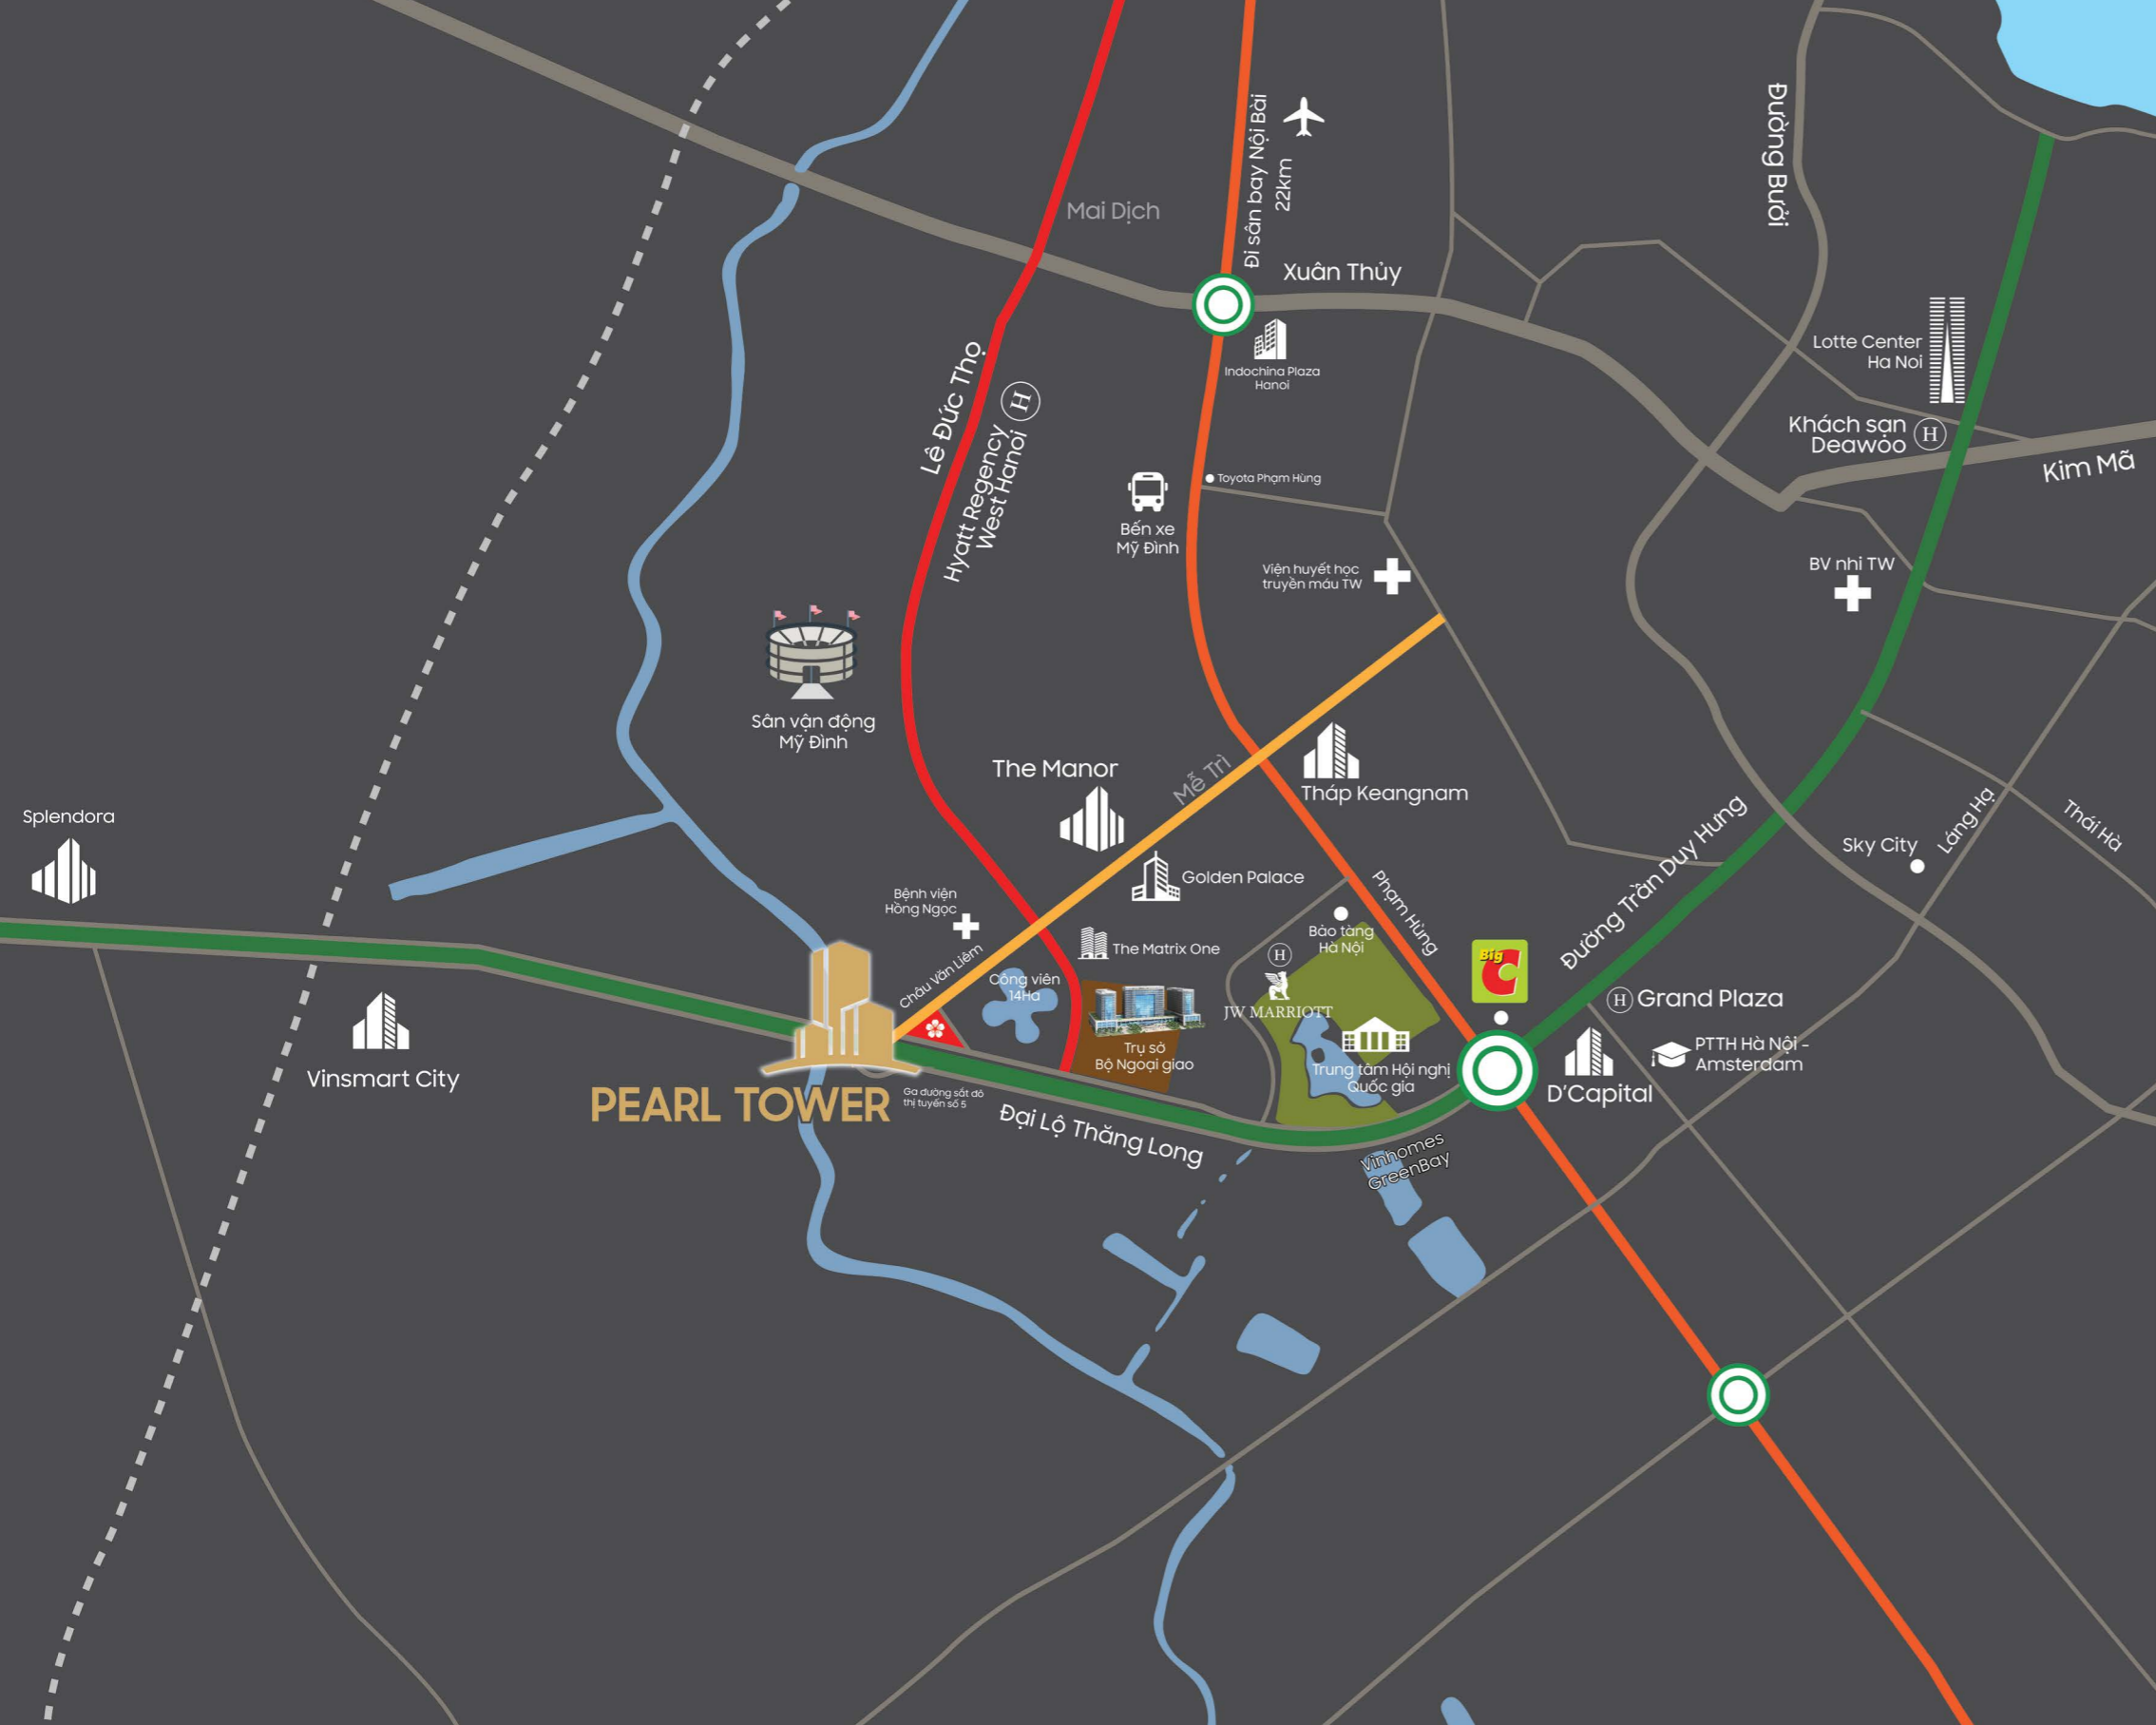 Đường Bưởi
Đi sân bay Nội Bài
22km
Mai Dịch
Xuân Thủy
Indochina Plaza
Hanoi
Lotte Center
Ha Noi
Khách sạn
Deawoo
H
Kim Mã
Lê Đức Thọ
Hyatt Regency
West Hanoi
H
Toyota Phạm Hùng
Bến xe
Mỹ Đình
Viện huyết học
truyền máu TW
BV nhi TW
Sân vận động
Mỹ Đình
The Manor
Mễ Trì
Tháp Keangnam
Splendora
Golden Palace
Phạm Hùng
Đường Trần Duy Hưng
Sky City
Láng Hạ
Thái Hà
Bệnh viện
Hồng Ngọc
Châu Văn Liêm
The Matrix One
Bảo tàng
Hà Nội
H
JW MARRIOTT
Big
C
H
Grand Plaza
Công viên
14Ha
Trụ sở
Bộ Ngoại giao
Trung tâm Hội nghị
Quốc gia
D'Capital
PTTH Hà Nội -
Amsterdam
Vinsmart City
PEARL TOWER
Ga đường sắt đô
thị tuyến số 5
Đại Lộ Thăng Long
Vinhomes
GreenBay